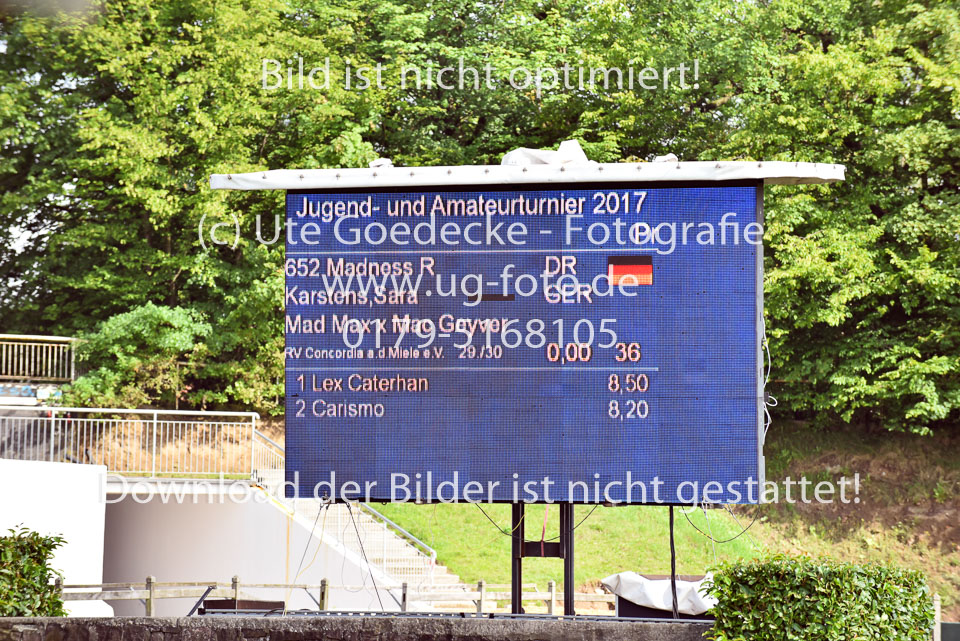 Bild ist nicht optimiert!
Jugend- und Amateurturnier 2017
(c) Ute Goedecke - Fotografie
652 Madness R DR
www.ug-foto.de
Karstens,Sara GER
Mad Max x Mac Geyver
0179-5168105
RV Concordia a.d Miele e.V. 29 /30 0,00 36
1 Lex Caterhan 8,50
2 Carismo 8,20
Download der Bilder ist nicht gestattet!